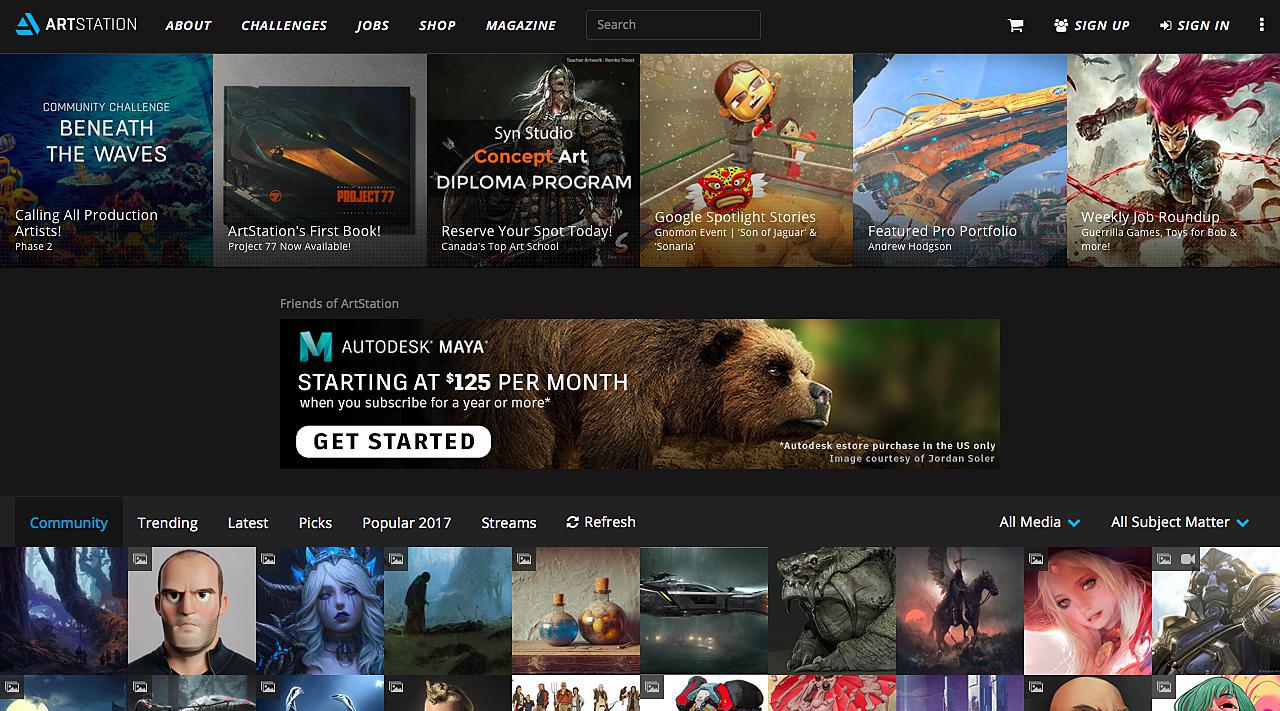 ARTSTATION ABOUT CHALLENGES JOBS SHOP MAGAZINE Search SIGN UP SIGN IN
COMMUNITY CHALLENGE
BENEATH
THE WAVES
Calling All Production
Artists!
Phase 2
PROJECT 77
ArtStation's First Book!
Project 77 Now Available!
Teacher Artwork: Remko Troost
Syn Studio
Concept Art
DIPLOMA PROGRAM
Reserve Your Spot Today!
Canada's Top Art School
Google Spotlight Stories
Gnomon Event | 'Son of Jaguar' &
'Sonaria'
Featured Pro Portfolio
Andrew Hodgson
Weekly Job Roundup
Guerrilla Games, Toys for Bob &
more!
Friends of ArtStation
AUTODESK® MAYA®
STARTING AT $125 PER MONTH
when you subscribe for a year or more*
GET STARTED
*Autodesk estore purchase in the US only
Image courtesy of Jordan Soler
Community Trending Latest Picks Popular 2017 Streams Refresh All Media All Subject Matter